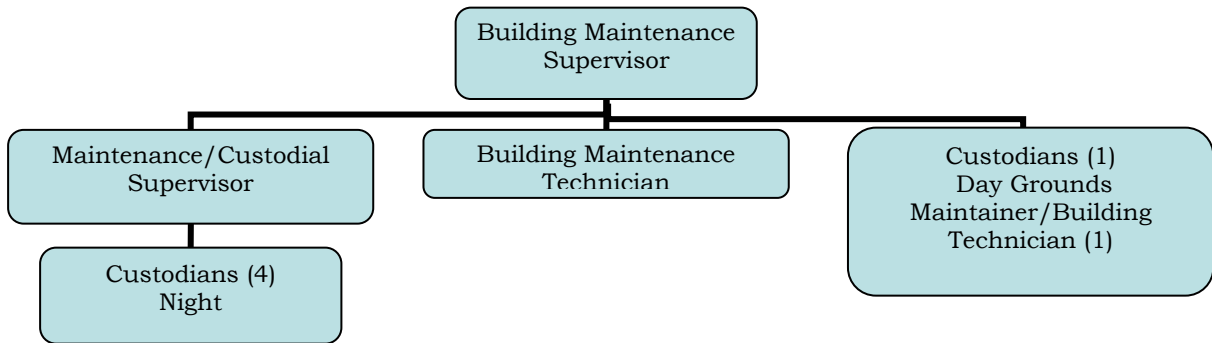 Building Maintenance
Supervisor
Maintenance/Custodial
Supervisor
Building Maintenance
Technician
Custodians (1)
Day Grounds
Maintainer/Building
Technician (1)
Custodians (4)
Night